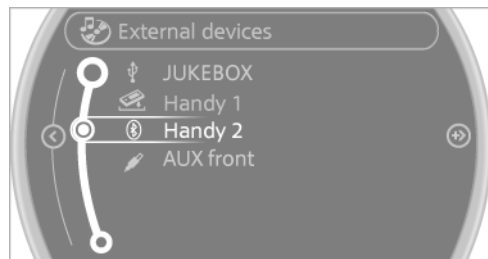 External devices
JUKEBOX
Handy 1
Handy 2
AUX front